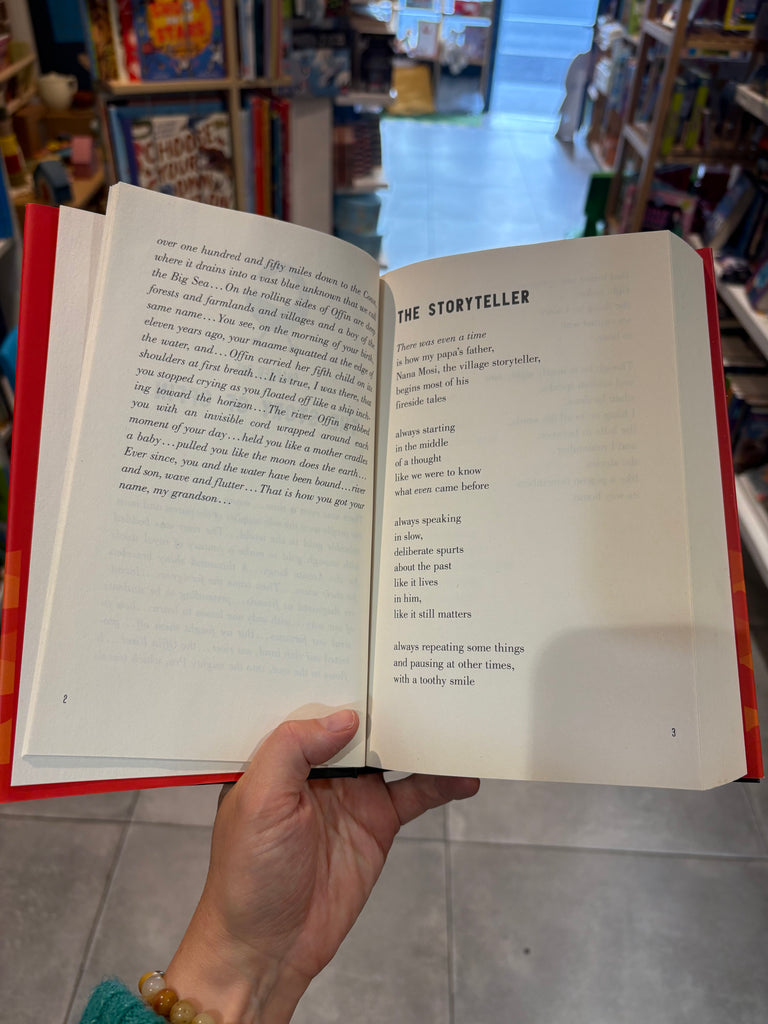 STARS
CHOOSE
YOUR
OWN
over one hundred and fifty miles down to the Coast,
where it drains into a vast blue unknown that we call
the Big Sea... On the rolling sides of Offin are deep
forests and farmlands and villages and a boy of the
same name... You see, on the morning of your birth,
eleven years ago, your maame squatted at the edge of
the water, and... Offin carried her fifth child on its
shoulders at first breath... It is true, I was there, that
you stopped crying as you floated off like a ship inch-
ing toward the horizon... The river Offin grabbed
you with an invisible cord wrapped around each
moment of your day... held you like a mother cradles
a baby... pulled you like the moon does the earth...
Ever since, you and the water have been bound... river
and son, wave and flutter... That is how you got your
name, my grandson...
2
THE STORYTELLER
There was even a time
is how my papa's father,
Nana Mosi, the village storyteller,
begins most of his
fireside tales
always starting
in the middle
of a thought
like we were to know
what even came before
always speaking
in slow,
deliberate spurts
about the past
like it lives
in him,
like it still matters
always repeating some things
and pausing at other times,
with a toothy smile
3